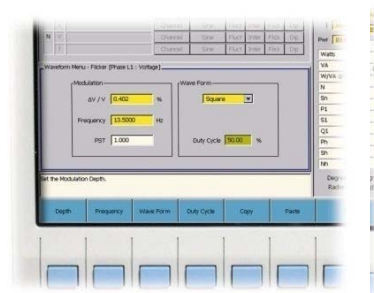 N
Channel Sine Fluct Inter Flick Dip
Channel Sine Fluct Inter Flick Dip
Pwr
Watts
VA
N
Sn
P1
S1
Q1
Ph
Sh
Nh
Waveform Menu - Flicker [Phase L1 : Voltage]
Modulation
ΔV / V 0.402 %
Frequency 13.5000 Hz
PST 1.000
Wave Form
Square
Duty Cycle 50.00 %
Set the Modulation Depth.
Depth Frequency Wave Form Duty Cycle Copy Paste